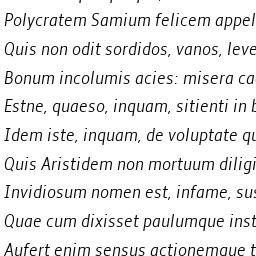 Polycratem Samium felicem appel
Quis non odit sordidos, vanos, leve
Bonum incolumis acies: misera ca
Estne, quaeso, inquam, sitienti in b
Idem iste, inquam, de voluptate qu
Quis Aristidem non mortuum diligi
Invidiosum nomen est, infame, sus
Quae cum dixisset paulumque inst
Aufert enim sensus actionemque t